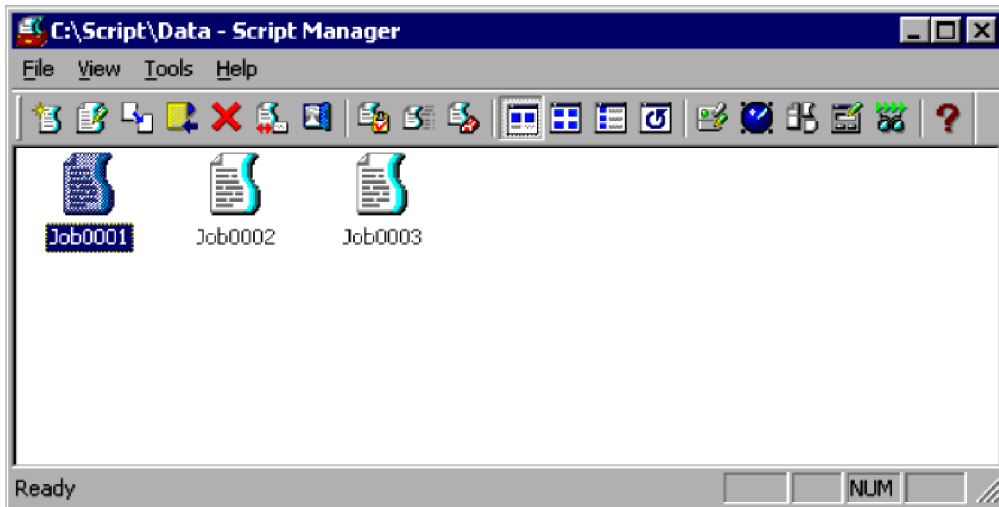 C:\Script\Data - Script Manager
File View Tools Help
Job0001 Job0002 Job0003
Ready NUM